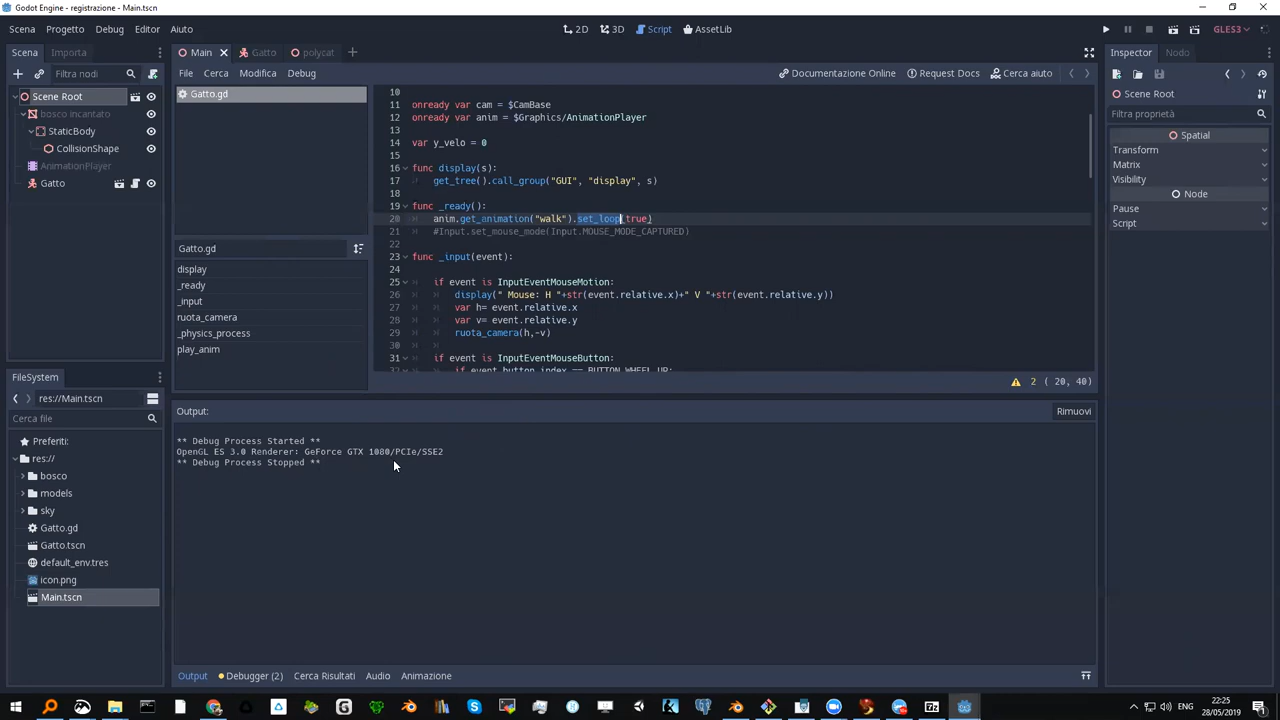 Godot Engine - registrazione - Main.tscn
Scena Progetto Debug Editor Aiuto
2D 3D Script AssetLib
GLES3
Scena Importa
Filtra nodi
Scene Root
bosco incantato
StaticBody
CollisionShape
AnimationPlayer
Gatto
FileSystem
res://Main.tscn
Cerca file
Preferiti:
res://
bosco
models
sky
Gatto.gd
Gatto.tscn
default_env.tres
icon.png
Main.tscn
Main Gatto polycat
File Cerca Modifica Debug
Documentazione Online Request Docs Cerca aiuto
Gatto.gd
Gatto.gd
display
_ready
_input
ruota_camera
_physics_process
play_anim
10
11 onready var cam = $CamBase
12 onready var anim = $Graphics/AnimationPlayer
13
14 var y_velo = 0
15
16 func display(s):
17 get_tree().call_group("GUI", "display", s)
18
19 func _ready():
20 anim.get_animation("walk").set_loop(true)
21 #Input.set_mouse_mode(Input.MOUSE_MODE_CAPTURED)
22
23 func _input(event):
24
25 if event is InputEventMouseMotion:
26 display(" Mouse: H "+str(event.relative.x)+" V "+str(event.relative.y))
27 var h= event.relative.x
28 var v= event.relative.y
29 ruota_camera(h,-v)
30
31 if event is InputEventMouseButton:
32 if event.button_index == BUTTON_WHEEL_UP:
2 ( 20, 40)
Output:
Rimuovi
** Debug Process Started **
OpenGL ES 3.0 Renderer: GeForce GTX 1080/PCIe/SSE2
** Debug Process Stopped **
Output Debugger (2) Cerca Risultati Audio Animazione
Inspector Nodo
Scene Root
Filtra proprietà
Spatial
Transform
Matrix
Visibility
Node
Pause
Script
ENG
22:25
28/05/2019